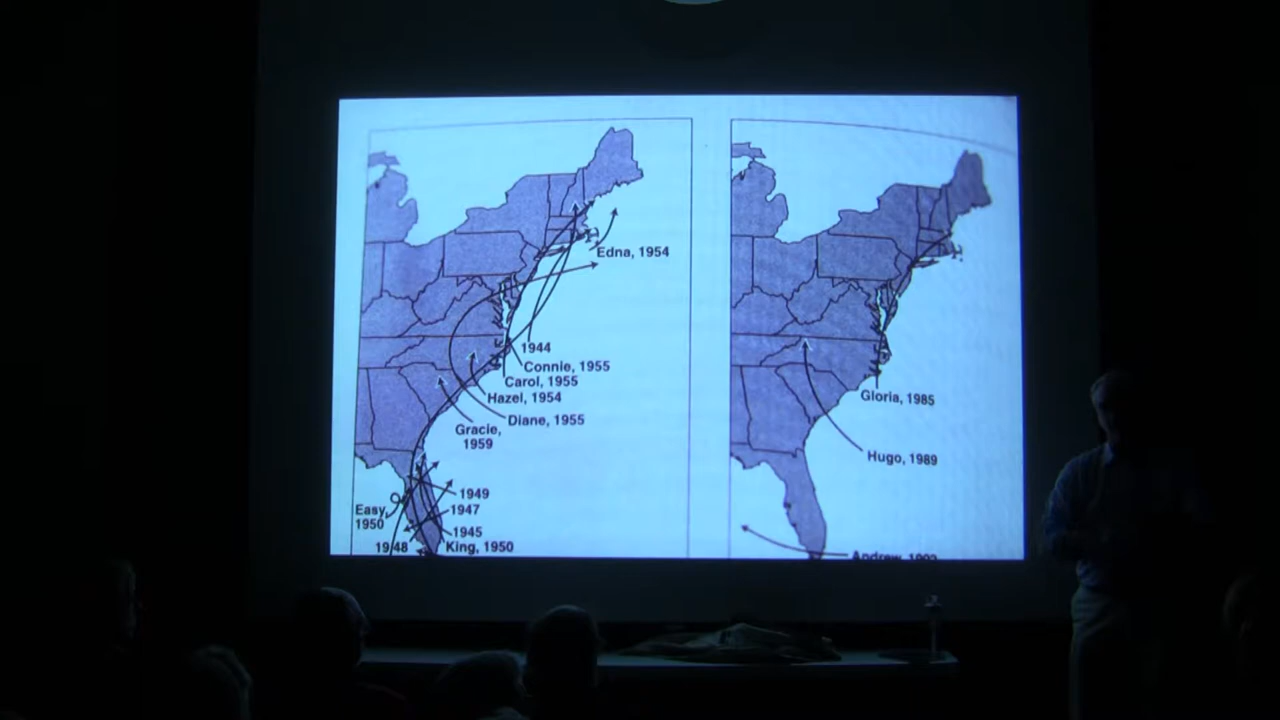 Edna, 1954
1944
Connie, 1955
Carol, 1955
Hazel, 1954
Diane, 1955
Gracie,
1959
1949
1947
Easy,
1950
1945
1948
King, 1950
Gloria, 1985
Hugo, 1989
Andrew, 1992